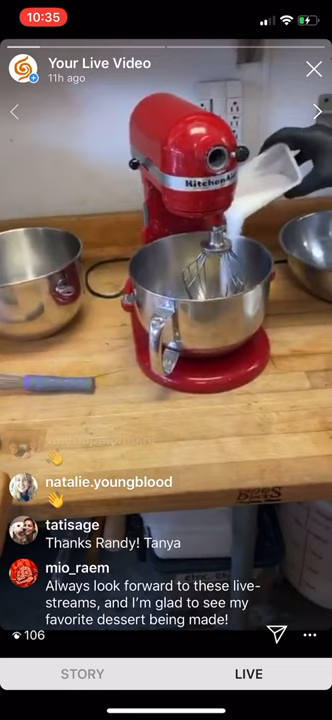 10:35
Your Live Video
11h ago
KitchenAid
natalie.youngblood
👋
tatisage
Thanks Randy! Tanya
mio_raem
Always look forward to these live-
streams, and I'm glad to see my
favorite dessert being made!
106
STORY
LIVE